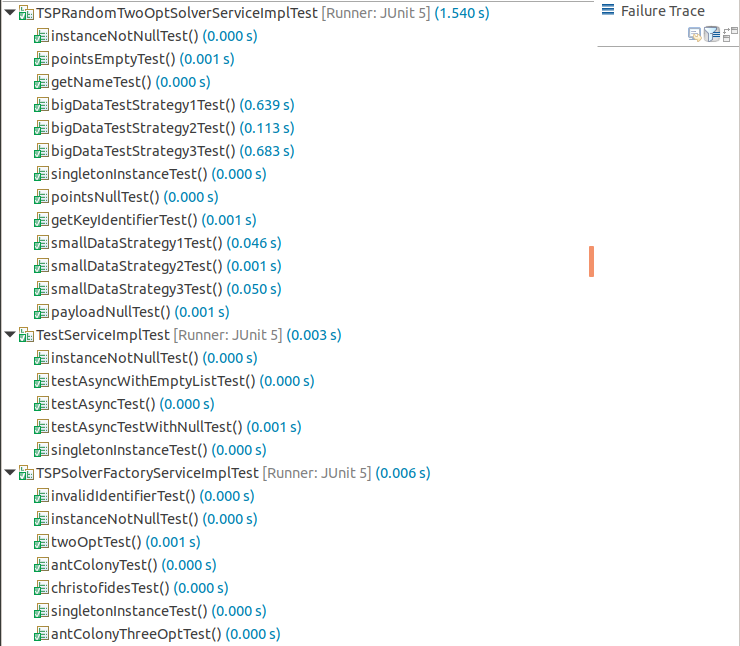 TSPRandomTwoOptSolverServiceImplTest [Runner: JUnit 5] (1.540 s)
Failure Trace
instanceNotNullTest() (0.000 s)
pointsEmptyTest() (0.001 s)
getNameTest() (0.000 s)
bigDataTestStrategy1Test() (0.639 s)
bigDataTestStrategy2Test() (0.113 s)
bigDataTestStrategy3Test() (0.683 s)
singletonInstanceTest() (0.000 s)
pointsNullTest() (0.000 s)
getKeyIdentifierTest() (0.001 s)
smallDataStrategy1Test() (0.046 s)
smallDataStrategy2Test() (0.001 s)
smallDataStrategy3Test() (0.050 s)
payloadNullTest() (0.001 s)
TestServiceImplTest [Runner: JUnit 5] (0.003 s)
instanceNotNullTest() (0.000 s)
testAsyncWithEmptyListTest() (0.000 s)
testAsyncTest() (0.000 s)
testAsyncTestWithNullTest() (0.001 s)
singletonInstanceTest() (0.000 s)
TSPSolverFactoryServiceImplTest [Runner: JUnit 5] (0.006 s)
invalidIdentifierTest() (0.000 s)
instanceNotNullTest() (0.000 s)
twoOptTest() (0.001 s)
antColonyTest() (0.000 s)
christofidesTest() (0.000 s)
singletonInstanceTest() (0.000 s)
antColonyThreeOptTest() (0.000 s)